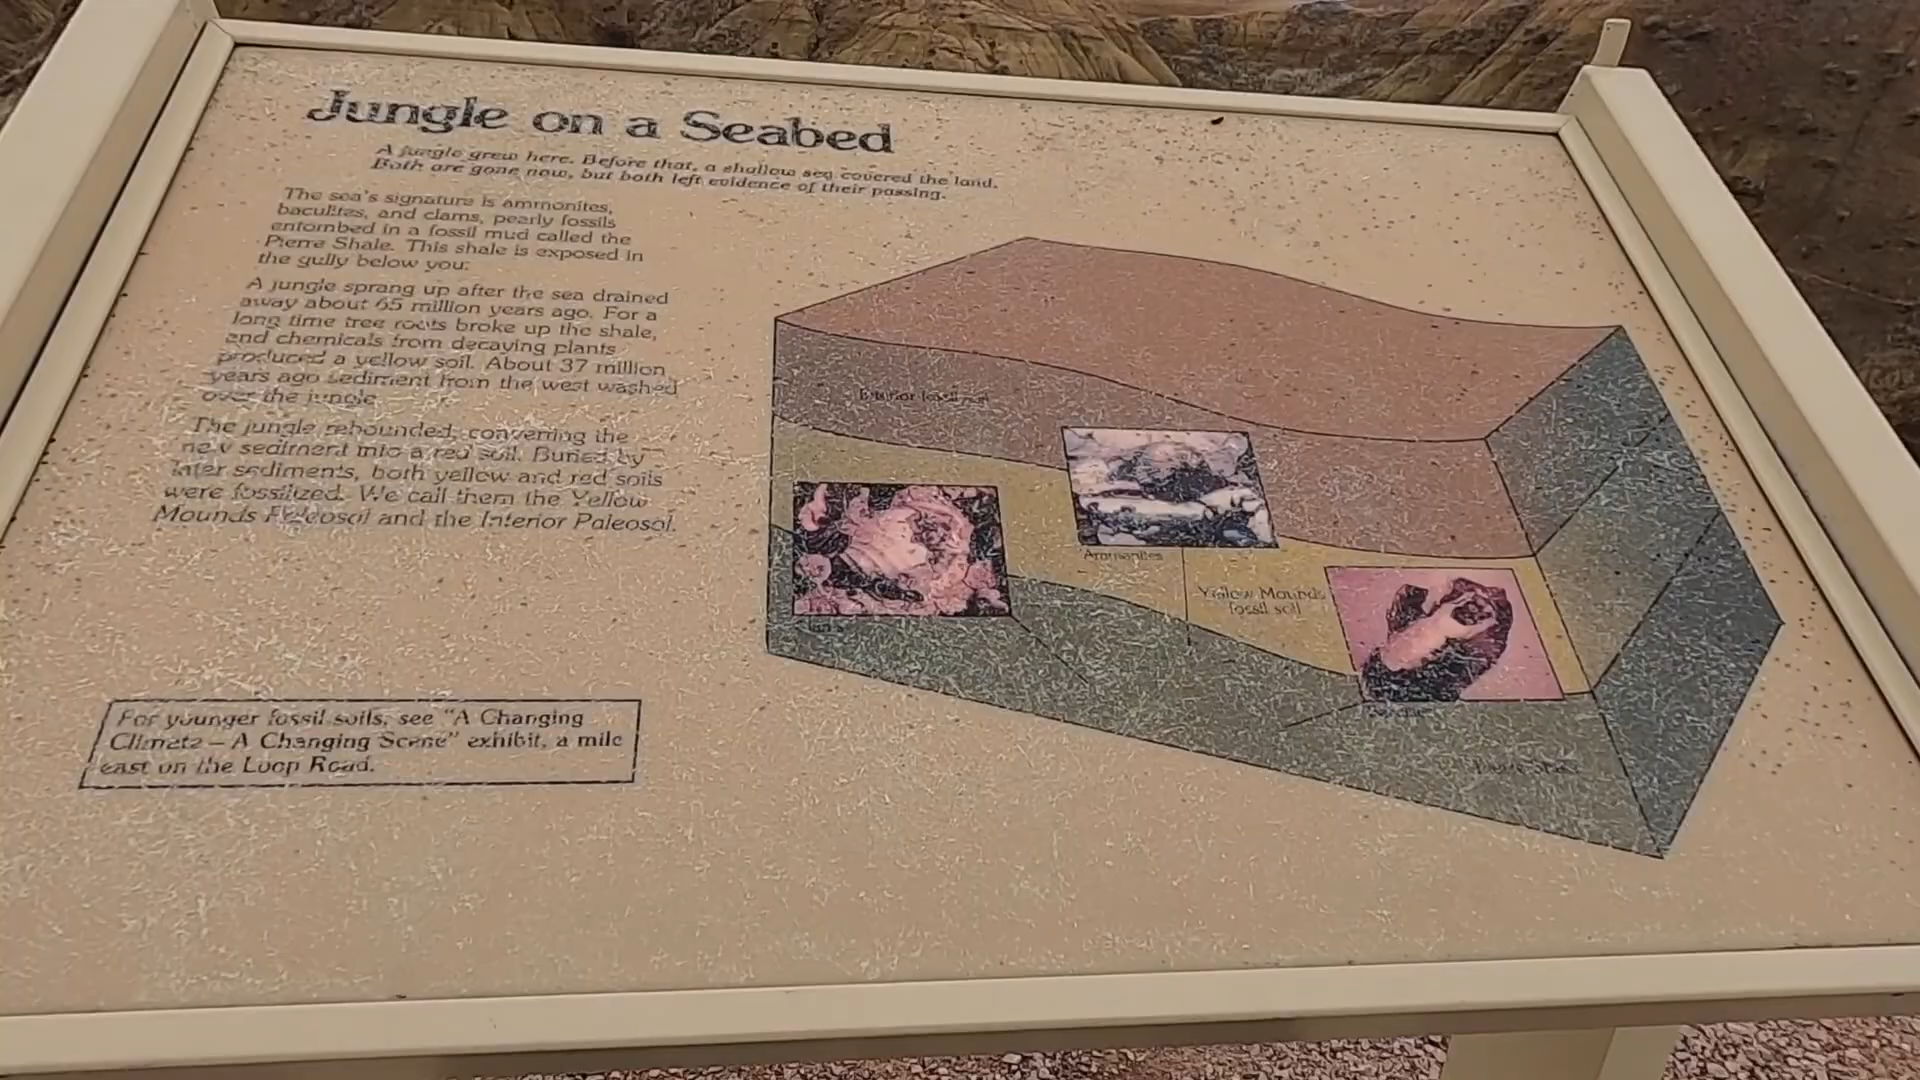 Jungle on a Seabed
A jungle grew here. Before that, a shallow sea covered the land.
Both are gone now, but both left evidence of their passing.
The sea's signature is ammonites,
baculites, and clams, pearly fossils
entombed in a fossil mud called the
Pierre Shale. This shale is exposed in
the gully below you.
A jungle sprang up after the sea drained
away about 65 million years ago. For a
long time tree roots broke up the shale,
and chemicals from decaying plants
produced a yellow soil. About 37 million
years ago sediment from the west washed
over the jungle
The jungle rebounded, converting the
new sediment into a red soil. Buried by
later sediments, both yellow and red soils
were fossilized. We call them the Yellow
Mounds Paleosol and the Interior Paleosol.
For younger fossil soils, see "A Changing
Climate – A Changing Scene" exhibit, a mile
east on the Loop Road.
Interior fossil soil
Ammonites
Yellow Mounds
fossil soil
Clams
Pierre Shale